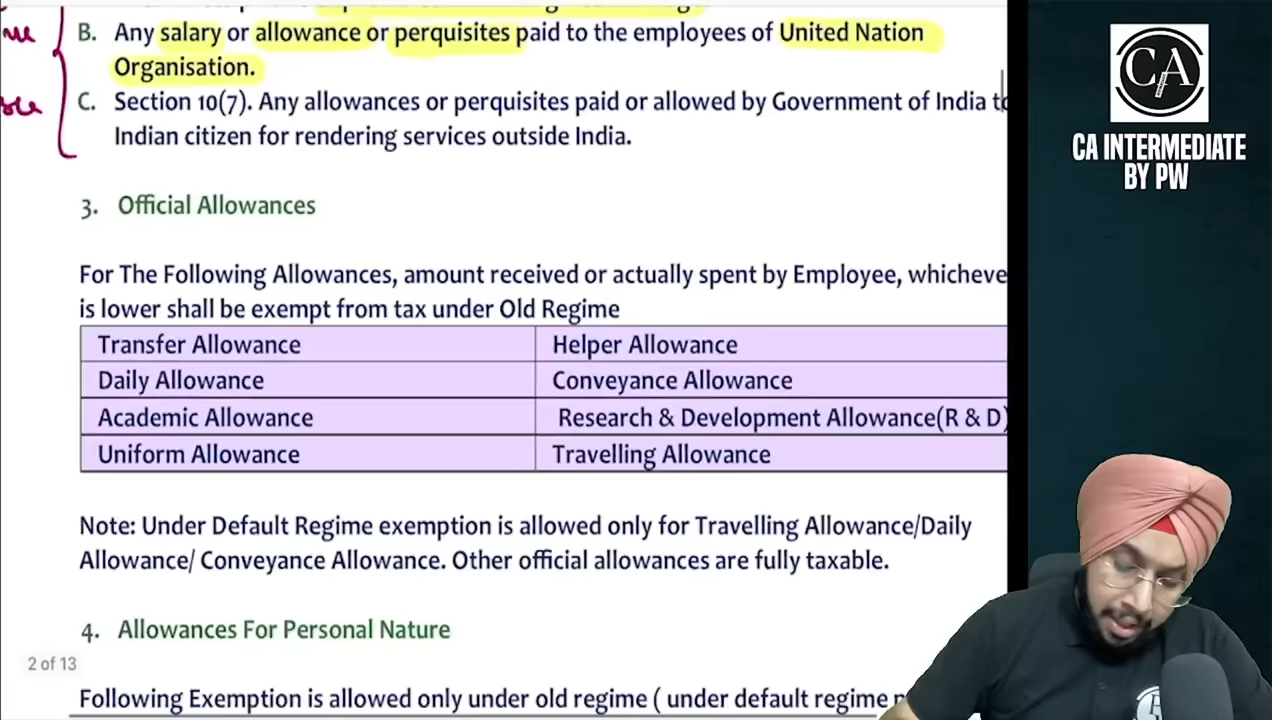 B. Any salary or allowance or perquisites paid to the employees of United Nation
Organisation.
C. Section 10(7). Any allowances or perquisites paid or allowed by Government of India to
Indian citizen for rendering services outside India.
3. Official Allowances
For The Following Allowances, amount received or actually spent by Employee, whicheve
is lower shall be exempt from tax under Old Regime
Transfer Allowance Helper Allowance
Daily Allowance Conveyance Allowance
Academic Allowance Research & Development Allowance(R & D)
Uniform Allowance Travelling Allowance
Note: Under Default Regime exemption is allowed only for Travelling Allowance/Daily
Allowance/ Conveyance Allowance. Other official allowances are fully taxable.
4. Allowances For Personal Nature
2 of 13
Following Exemption is allowed only under old regime ( under default regime
CA
CA INTERMEDIATE
BY PW